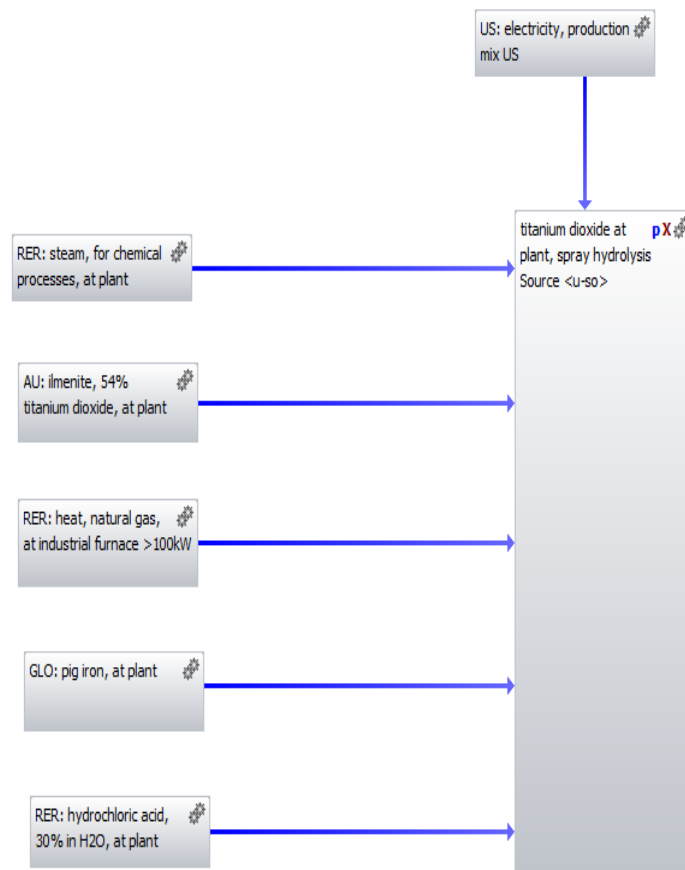 US: electricity, production
mix US
titanium dioxide at pX
plant, spray hydrolysis
Source <u-so>
RER: steam, for chemical
processes, at plant
AU: ilmenite, 54%
titanium dioxide, at plant
RER: heat, natural gas,
at industrial furnace >100kW
GLO: pig iron, at plant
RER: hydrochloric acid,
30% in H2O, at plant